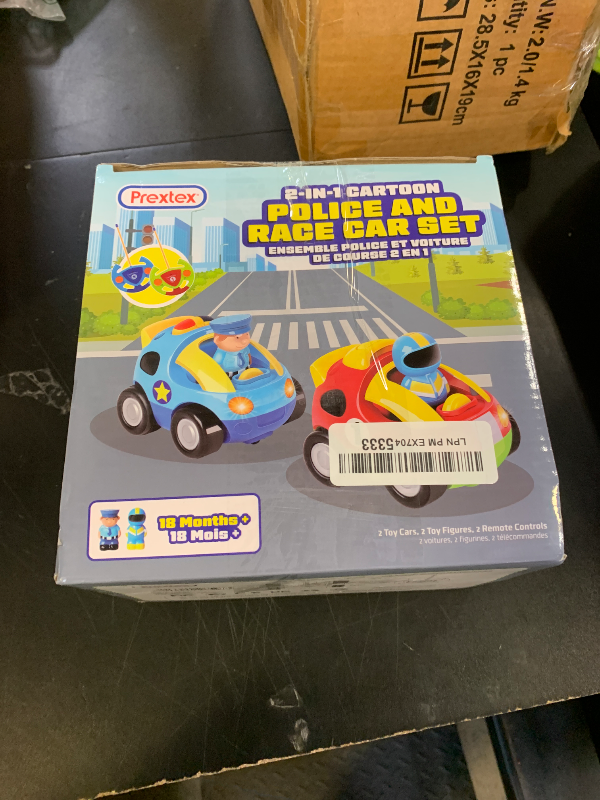 N.W: 2.0/1.4 kg
tity: 1 pc
: 28.5X16X19cm
Prextex
2-IN-1 CARTOON
POLICE AND
RACE CAR SET
ENSEMBLE POLICE ET VOITURE
DE COURSE 2 EN 1
LPN PM EX7045333
18 Months +
18 Mois +
2 Toy Cars, 2 Toy Figures, 2 Remote Controls
2 voitures, 2 figurines, 2 télécommandes